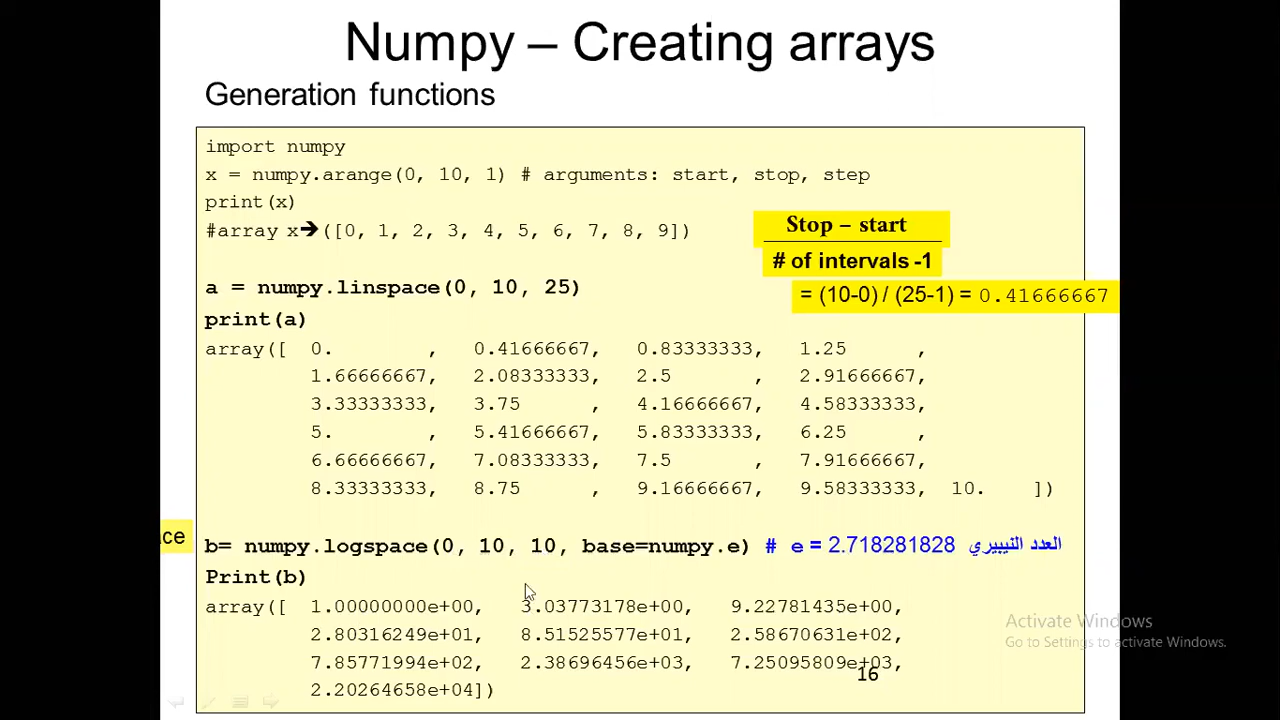 Numpy – Creating arrays
Generation functions
import numpy
x = numpy.arange(0, 10, 1) # arguments: start, stop, step
print(x)
#array x➔([0, 1, 2, 3, 4, 5, 6, 7, 8, 9])
Stop – start
# of intervals -1
= (10-0) / (25-1) = 0.41666667
a = numpy.linspace(0, 10, 25)
print(a)
array([ 0. , 0.41666667, 0.83333333, 1.25 ,
1.66666667, 2.08333333, 2.5 , 2.91666667,
3.33333333, 3.75 , 4.16666667, 4.58333333,
5. , 5.41666667, 5.83333333, 6.25 ,
6.66666667, 7.08333333, 7.5 , 7.91666667,
8.33333333, 8.75 , 9.16666667, 9.58333333, 10. ])
ce
b= numpy.logspace(0, 10, 10, base=numpy.e) # e = 2.718281828 العدد النيبيري
Print(b)
array([ 1.00000000e+00, 3.03773178e+00, 9.22781435e+00,
2.80316249e+01, 8.51525577e+01, 2.58670631e+02,
7.85771994e+02, 2.38696456e+03, 7.25095809e+03,
2.20264658e+04])
16
Activate Windows
Go to Settings to activate Windows.